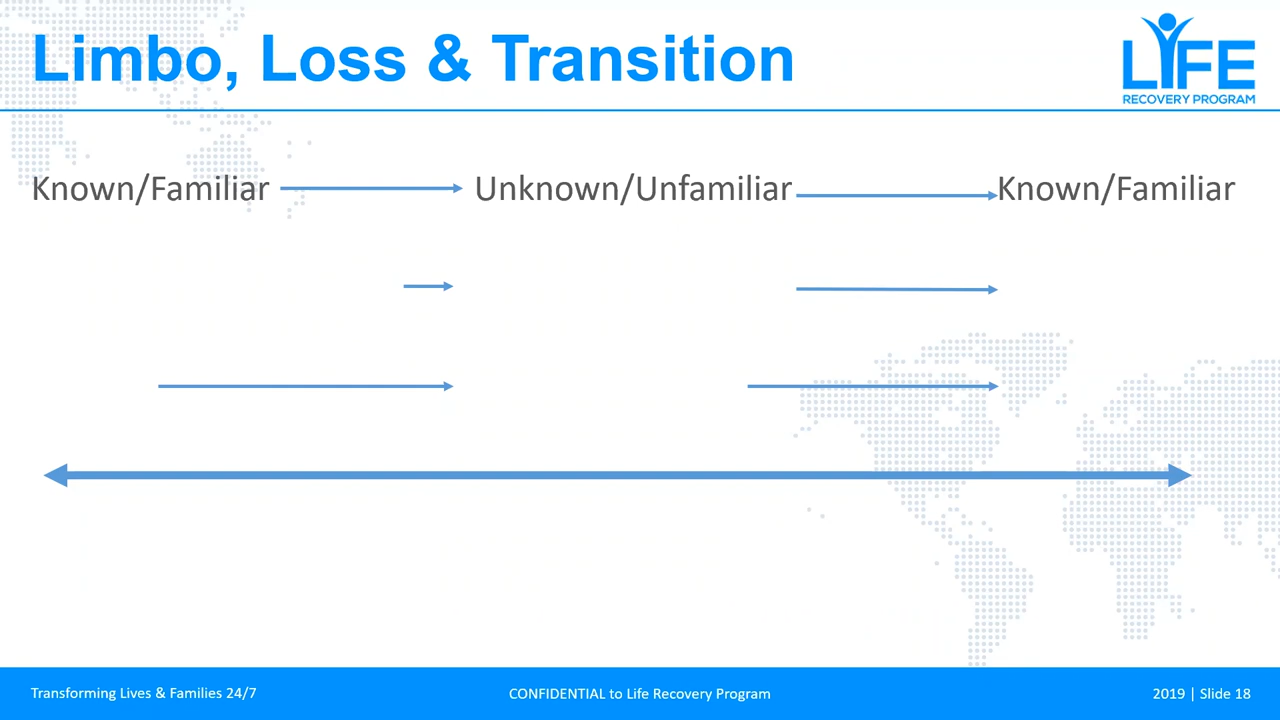 Limbo, Loss & Transition
LIFE
RECOVERY PROGRAM
Known/Familiar Unknown/Unfamiliar Known/Familiar
Transforming Lives & Families 24/7 CONFIDENTIAL to Life Recovery Program 2019 | Slide 18